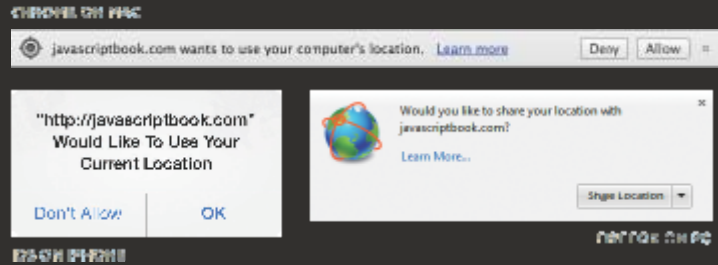 CHROME ON MAC
javascriptbook.com wants to use your computer's location. Learn more Deny Allow
"http://javascriptbook.com"
Would Like To Use Your
Current Location
Don't Allow OK
Would you like to share your location with
javascriptbook.com?
Learn More...
Share Location
FIREFOX ON PC
IOS ON IPHONE